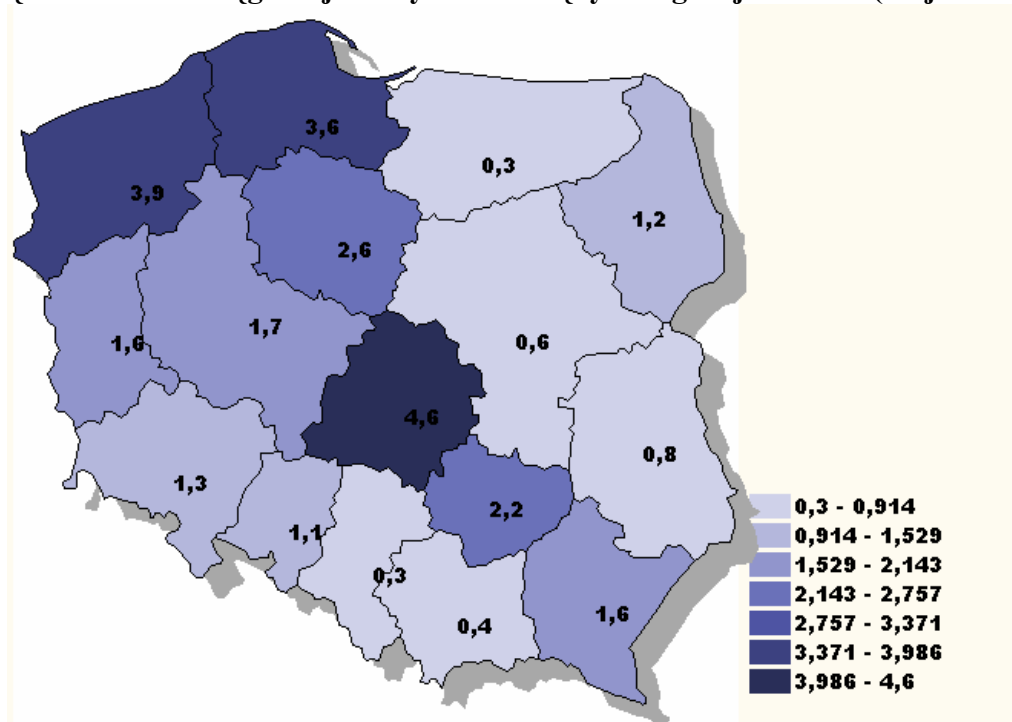 3,6
0,3
3,9
1,2
2,6
1,7
0,6
1,6
4,6
0,8
1,3
2,2
1,1
0,3
1,6
0,4
0,3 - 0,914
0,914 - 1,529
1,529 - 2,143
2,143 - 2,757
2,757 - 3,371
3,371 - 3,986
3,986 - 4,6